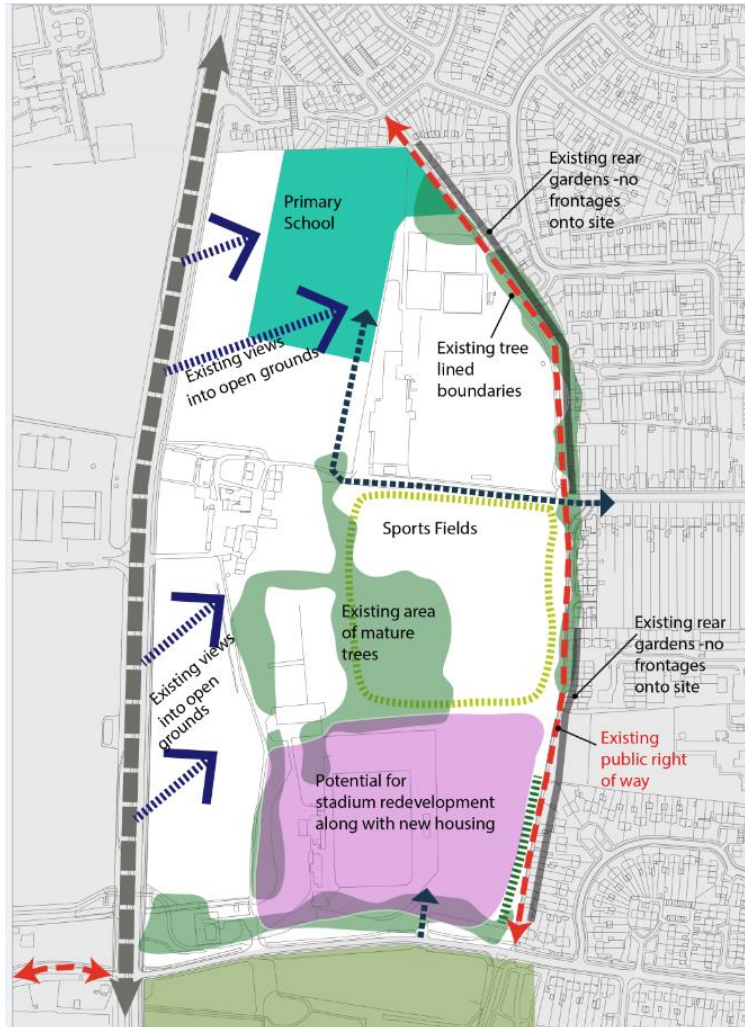 Primary
School
Existing rear
gardens -no
frontages
onto site
Existing views
into open grounds
Existing tree
lined
boundaries
Sports Fields
Existing area
of mature
trees
Existing views
into open
grounds
Existing rear
gardens -no
frontages
onto site
Existing
public right
of way
Potential for
stadium redevelopment
along with new housing